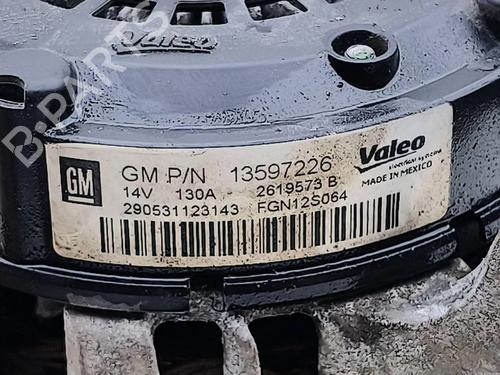 Valeo
GM P/N 13597226
14V 130A 2619573 B
290531123143 FGN12S064
GM
Valeo
MADE IN MEXICO
B-PARTS